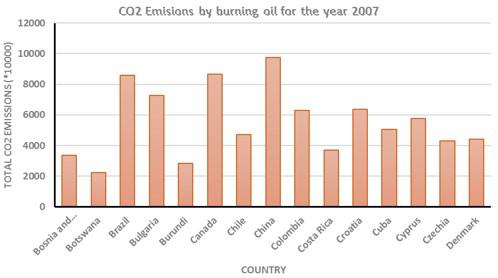 CO2 Emisions by burning oil for the year 2007
TOTAL CO2 EMISSIONS (*10000)
12000
10000
8000
6000
4000
2000
0
Bosnia and...
Botswana
Brazil
Bulgaria
Burundi
Canada
Chile
China
Colombia
Costa Rica
Croatia
Cuba
Cyprus
Czechia
Denmark
COUNTRY